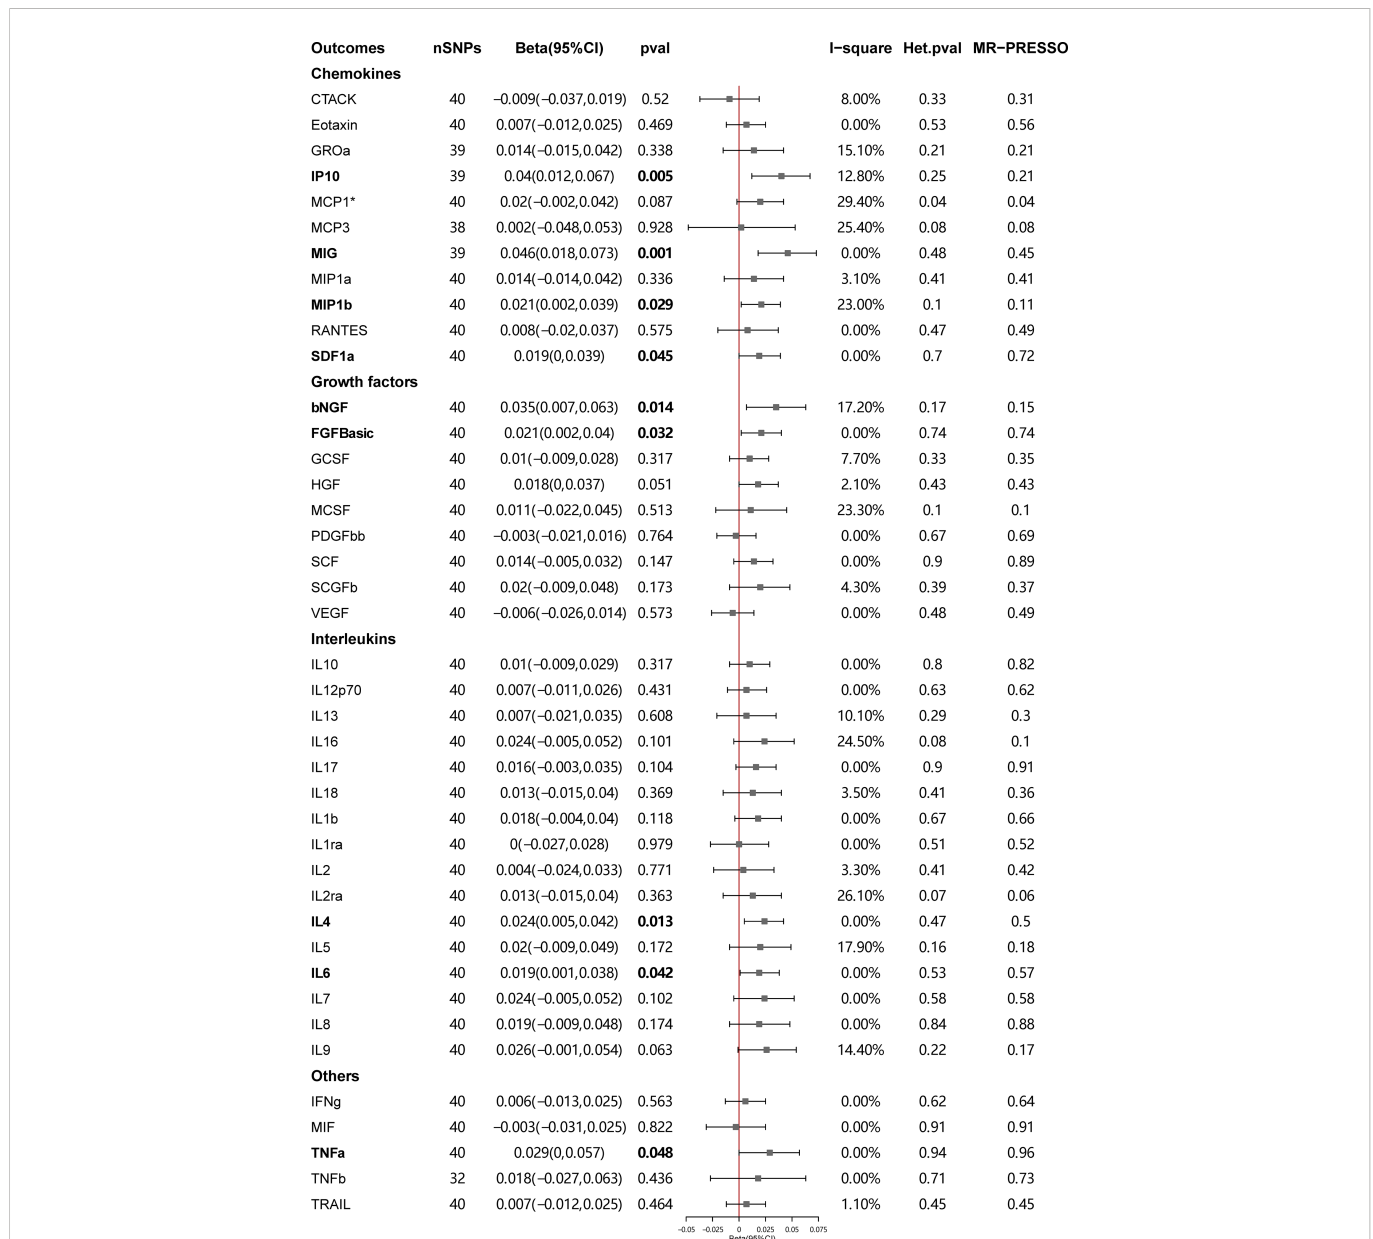 Outcomes nSNPs Beta(95%CI) pval I−square Het.pval MR−PRESSO
Chemokines
CTACK 40 −0.009(−0.037,0.019) 0.52 8.00% 0.33 0.31
Eotaxin 40 0.007(−0.012,0.025) 0.469 0.00% 0.53 0.56
GROa 39 0.014(−0.015,0.042) 0.338 15.10% 0.21 0.21
IP10 39 0.04(0.012,0.067) 0.005 12.80% 0.25 0.21
MCP1* 40 0.02(−0.002,0.042) 0.087 29.40% 0.04 0.04
MCP3 38 0.002(−0.048,0.053) 0.928 25.40% 0.08 0.08
MIG 39 0.046(0.018,0.073) 0.001 0.00% 0.48 0.45
MIP1a 40 0.014(−0.014,0.042) 0.336 3.10% 0.41 0.41
MIP1b 40 0.021(0.002,0.039) 0.029 23.00% 0.1 0.11
RANTES 40 0.008(−0.02,0.037) 0.575 0.00% 0.47 0.49
SDF1a 40 0.019(0,0.039) 0.045 0.00% 0.7 0.72
Growth factors
bNGF 40 0.035(0.007,0.063) 0.014 17.20% 0.17 0.15
FGFBasic 40 0.021(0.002,0.04) 0.032 0.00% 0.74 0.74
GCSF 40 0.01(−0.009,0.028) 0.317 7.70% 0.33 0.35
HGF 40 0.018(0,0.037) 0.051 2.10% 0.43 0.43
MCSF 40 0.011(−0.022,0.045) 0.513 23.30% 0.1 0.1
PDGFbb 40 −0.003(−0.021,0.016) 0.764 0.00% 0.67 0.69
SCF 40 0.014(−0.005,0.032) 0.147 0.00% 0.9 0.89
SCGFb 40 0.02(−0.009,0.048) 0.173 4.30% 0.39 0.37
VEGF 40 −0.006(−0.026,0.014) 0.573 0.00% 0.48 0.49
Interleukins
IL10 40 0.01(−0.009,0.029) 0.317 0.00% 0.8 0.82
IL12p70 40 0.007(−0.011,0.026) 0.431 0.00% 0.63 0.62
IL13 40 0.007(−0.021,0.035) 0.608 10.10% 0.29 0.3
IL16 40 0.024(−0.005,0.052) 0.101 24.50% 0.08 0.1
IL17 40 0.016(−0.003,0.035) 0.104 0.00% 0.9 0.91
IL18 40 0.013(−0.015,0.04) 0.369 3.50% 0.41 0.36
IL1b 40 0.018(−0.004,0.04) 0.118 0.00% 0.67 0.66
IL1ra 40 0(−0.027,0.028) 0.979 0.00% 0.51 0.52
IL2 40 0.004(−0.024,0.033) 0.771 3.30% 0.41 0.42
IL2ra 40 0.013(−0.015,0.04) 0.363 26.10% 0.07 0.06
IL4 40 0.024(0.005,0.042) 0.013 0.00% 0.47 0.5
IL5 40 0.02(−0.009,0.049) 0.172 17.90% 0.16 0.18
IL6 40 0.019(0.001,0.038) 0.042 0.00% 0.53 0.57
IL7 40 0.024(−0.005,0.052) 0.102 0.00% 0.58 0.58
IL8 40 0.019(−0.009,0.048) 0.174 0.00% 0.84 0.88
IL9 40 0.026(−0.001,0.054) 0.063 14.40% 0.22 0.17
Others
IFNg 40 0.006(−0.013,0.025) 0.563 0.00% 0.62 0.64
MIF 40 −0.003(−0.031,0.025) 0.822 0.00% 0.91 0.91
TNFa 40 0.029(0,0.057) 0.048 0.00% 0.94 0.96
TNFb 32 0.018(−0.027,0.063) 0.436 0.00% 0.71 0.73
TRAIL 40 0.007(−0.012,0.025) 0.464 1.10% 0.45 0.45
−0.05 −0.025 0 0.025 0.05 0.075
Beta(95%CI)